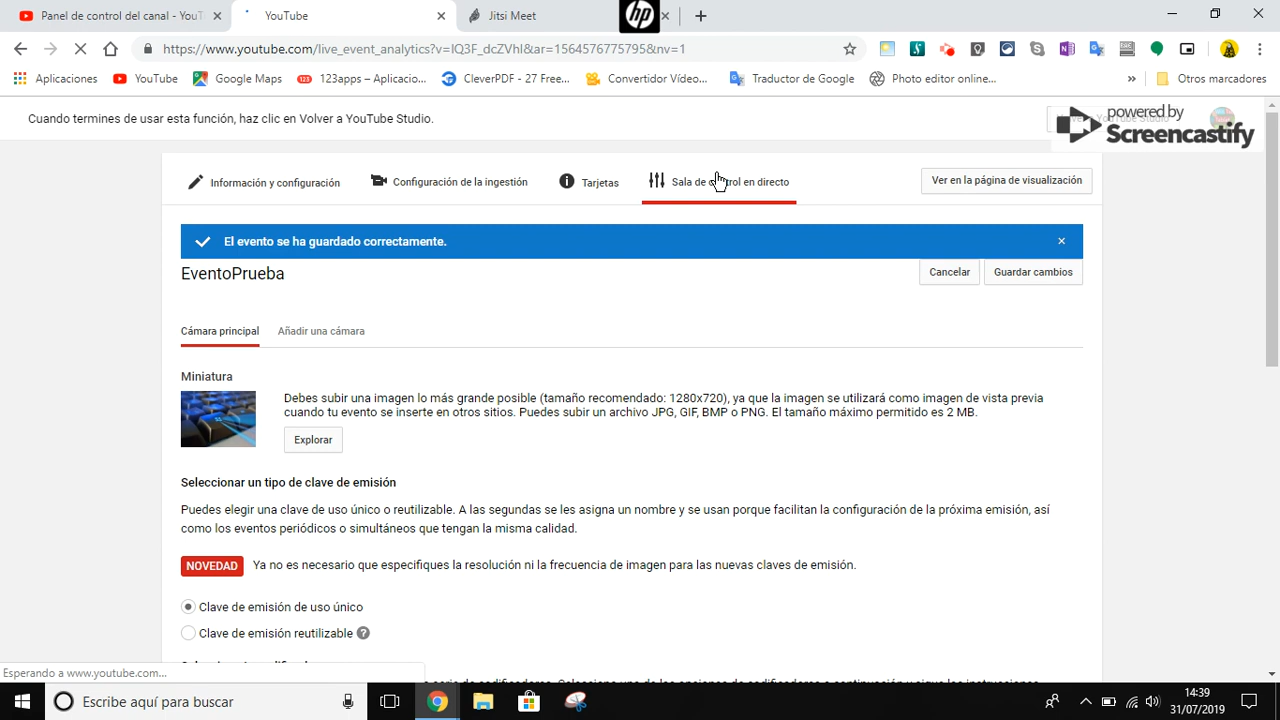 Panel de control del canal - YouT
YouTube
Jitsi Meet
hp
https://www.youtube.com/live_event_analytics?v=IQ3F_dcZVhI&ar=15645767757958&nv=1
Aplicaciones
YouTube
Google Maps
123
123apps – Aplicacio...
CleverPDF - 27 Free...
Convertidor Vídeo...
Traductor de Google
Photo editor online...
»
Otros marcadores
Cuando termines de usar esta función, haz clic en Volver a YouTube Studio.
powered by
Screencastify
Información y configuración
Configuración de la ingestión
Tarjetas
Sala de control en directo
Ver en la página de visualización
El evento se ha guardado correctamente.
EventoPrueba
Cancelar
Guardar cambios
Cámara principal
Añadir una cámara
Miniatura
Debes subir una imagen lo más grande posible (tamaño recomendado: 1280x720), ya que la imagen se utilizará como imagen de vista previa
cuando tu evento se inserte en otros sitios. Puedes subir un archivo JPG, GIF, BMP o PNG. El tamaño máximo permitido es 2 MB.
Explorar
Seleccionar un tipo de clave de emisión
Puedes elegir una clave de uso único o reutilizable. A las segundas se les asigna un nombre y se usan porque facilitan la configuración de la próxima emisión, así
como los eventos periódicos o simultáneos que tengan la misma calidad.
NOVEDAD Ya no es necesario que especifiques la resolución ni la frecuencia de imagen para las nuevas claves de emisión.
Clave de emisión de uso único
Clave de emisión reutilizable ?
Esperando a www.youtube.com...
Escribe aquí para buscar
14:39
31/07/2019